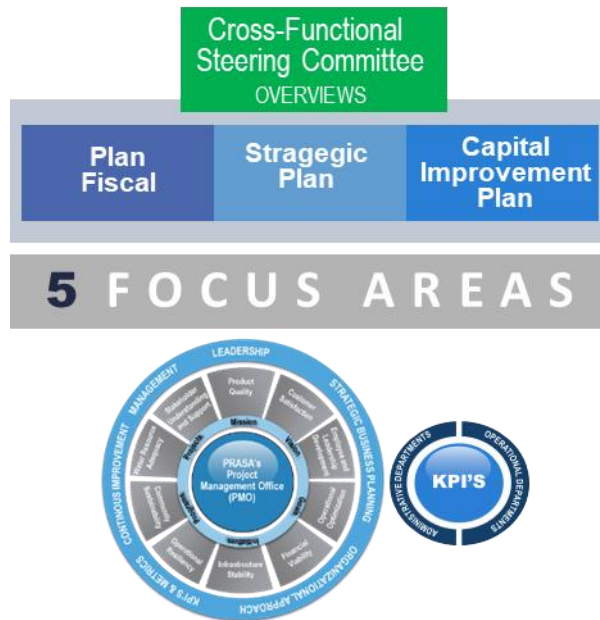 Cross-Functional
Steering Committee
OVERVIEWS
Plan
Fiscal
Stragegic
Plan
Capital
Improvement
Plan
5 FOCUS AREAS
LEADERSHIP
STRATEGIC BUSINESS PLANNING
ORGANIZATIONAL APPROACH
KPI'S & METRICS
CONTINOUS IMPROVEMENT
MANAGEMENT
Product
Quality
Customer
Satisfaction
Employee and
Leadership
Development
Operational
Optimization
Financial
Viability
Infrastructure
Stability
Operational
Resiliency
Community
Sustainability
Water Resource
Adequacy
Stakeholder
Understanding
and Support
Mission
Vision
Initiatives
Programs
Projects
PRASA's
Project
Management Office
(PMO)
ADMINISTRATIVE DEPARTMENTS
OPERATIONAL DEPARTMENTS
KPI'S